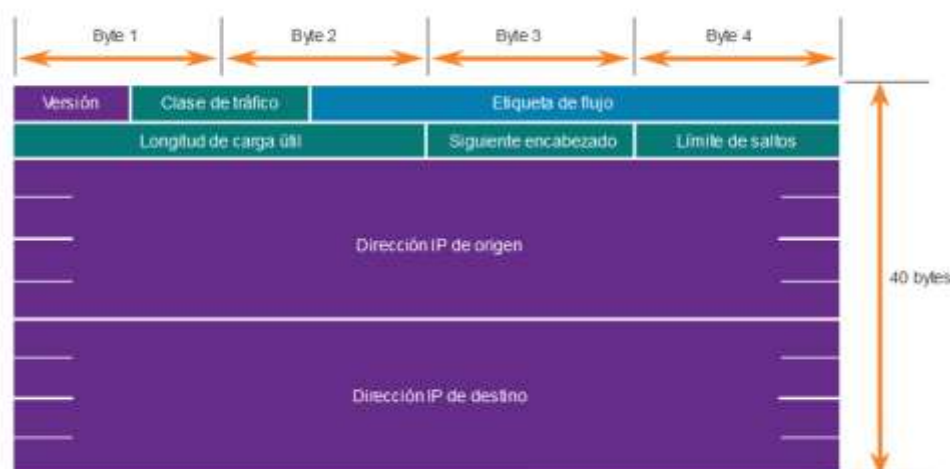 Byte 1 Byte 2 Byte 3 Byte 4
Versión Clase de tráfico Etiqueta de flujo
Longitud de carga útil Siguiente encabezado Límite de saltos
Dirección IP de origen
40 bytes
Dirección IP de destino